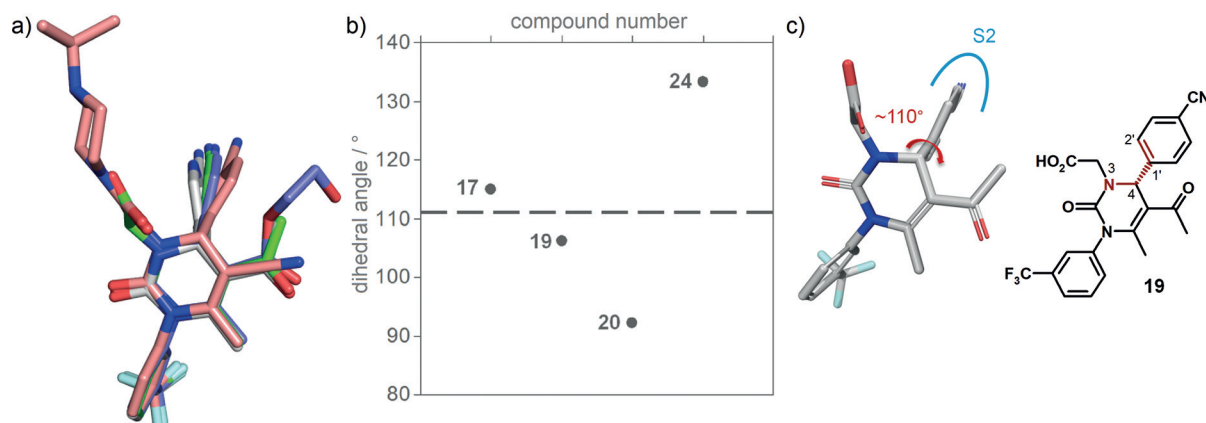 a)
b)
compound number
dihedral angle / °
140
130
120
110
100
90
80
17
19
20
24
c)
S2
~110°
CN
2'
HO₂C
3
1'
N
4
O
O
N
F₃C
19